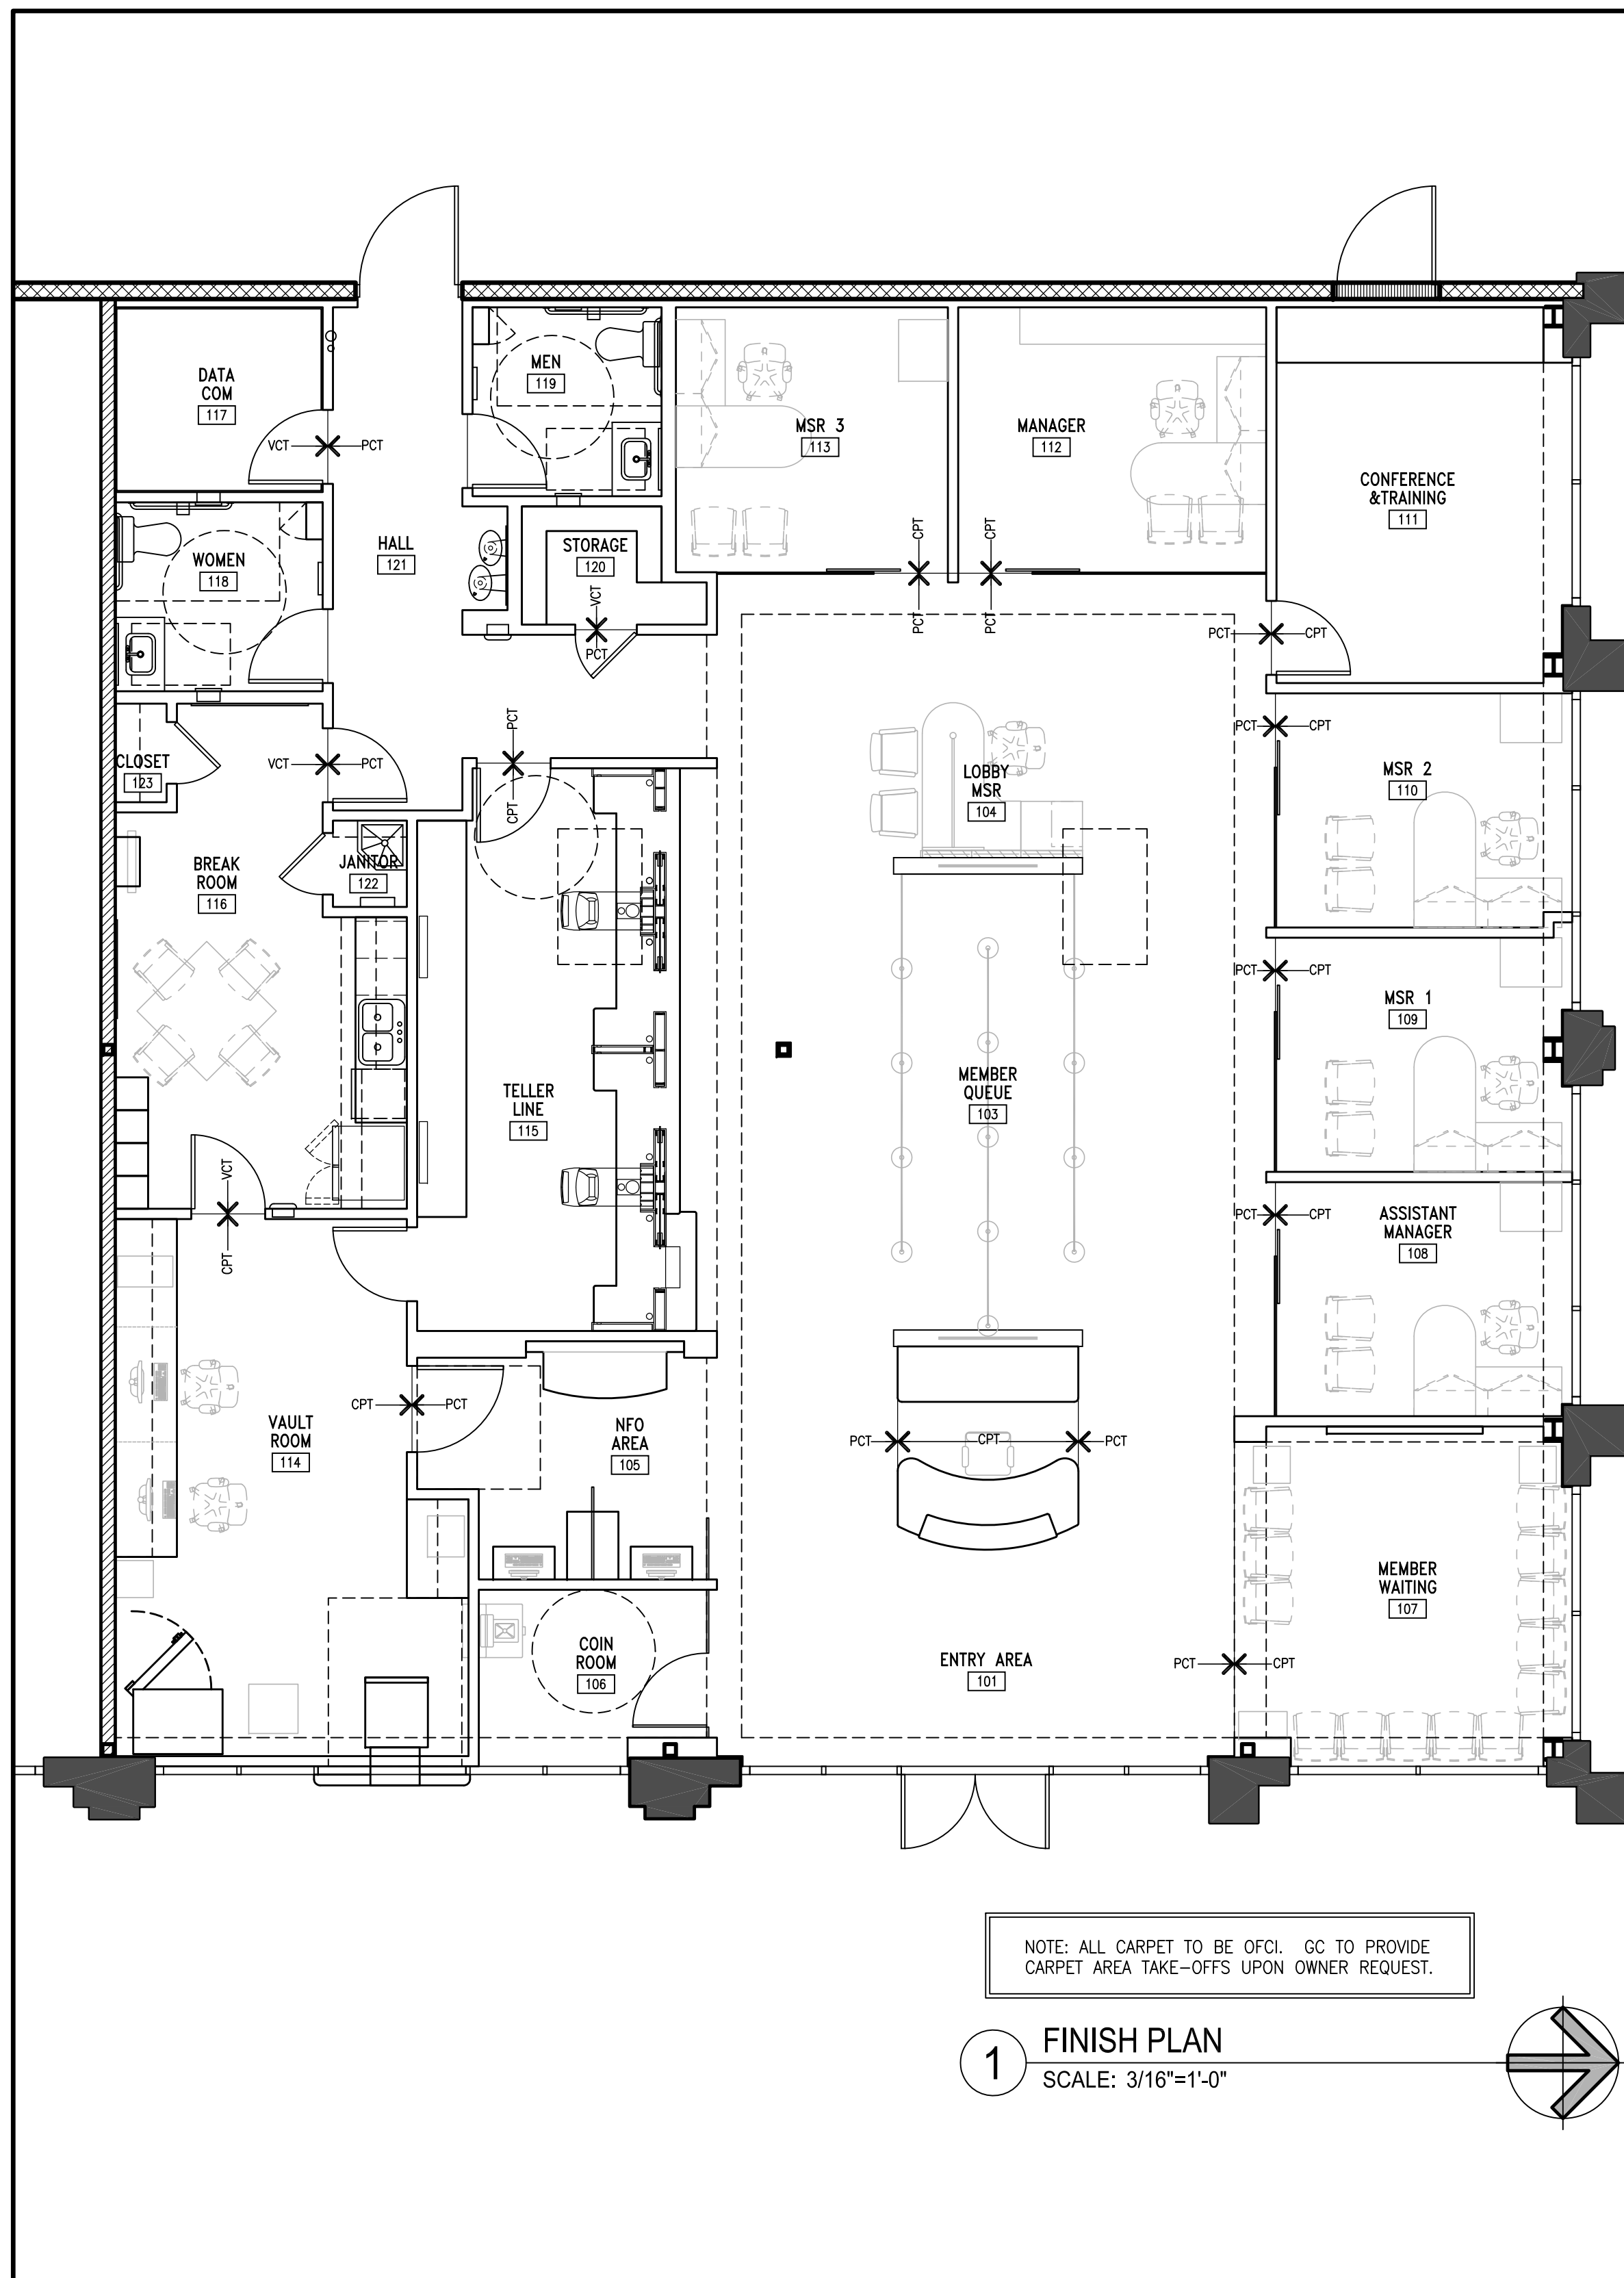 DATA
COM
117
VCT
PCT
MEN
119
MSR 3
113
MANAGER
112
CONFERENCE
&TRAINING
111
WOMEN
118
HALL
121
STORAGE
120
VCT
PCT
CPT
PCT
CPT
PCT
PCT
CPT
CLOSET
123
VCT
PCT
PCT
CPT
LOBBY
MSR
104
PCT
CPT
MSR 2
110
BREAK
ROOM
116
JANITOR
122
PCT
CPT
MSR 1
109
TELLER
LINE
115
MEMBER
QUEUE
103
VCT
CPT
PCT
CPT
ASSISTANT
MANAGER
108
VAULT
ROOM
114
CPT
PCT
NFO
AREA
105
PCT
CPT
PCT
MEMBER
WAITING
107
COIN
ROOM
106
ENTRY AREA
101
PCT
CPT
NOTE: ALL CARPET TO BE OFCI. GC TO PROVIDE
CARPET AREA TAKE-OFFS UPON OWNER REQUEST.
1
FINISH PLAN
SCALE: 3/16"=1'-0"